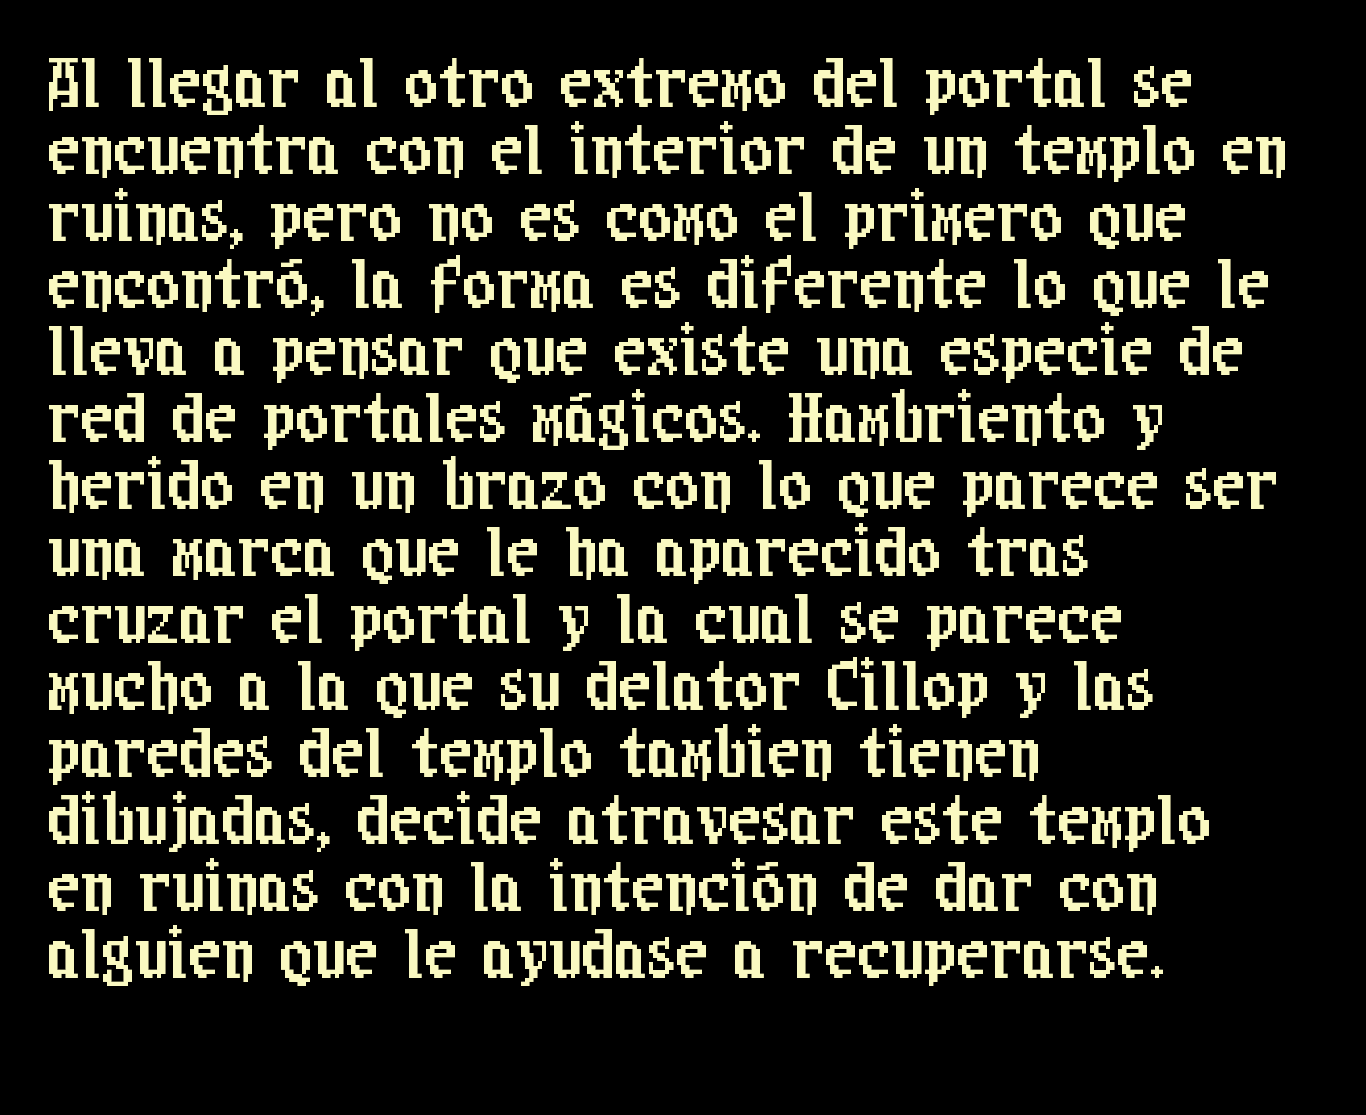 Al llegar al otro extremo del portal se
encuentra con el interior de un templo en
ruinas, pero no es como el primero que
encontró, la forma es diferente lo que le
lleva a pensar que existe una especie de
red de portales mágicos. Hambriento y
herido en un brazo con lo que parece ser
una marca que le ha aparecido tras
cruzar el portal y la cual se parece
mucho a la que su delator Cillop y las
paredes del templo tambien tienen
dibujadas, decide atravesar este templo
en ruinas con la intención de dar con
alguien que le ayudase a recuperarse.